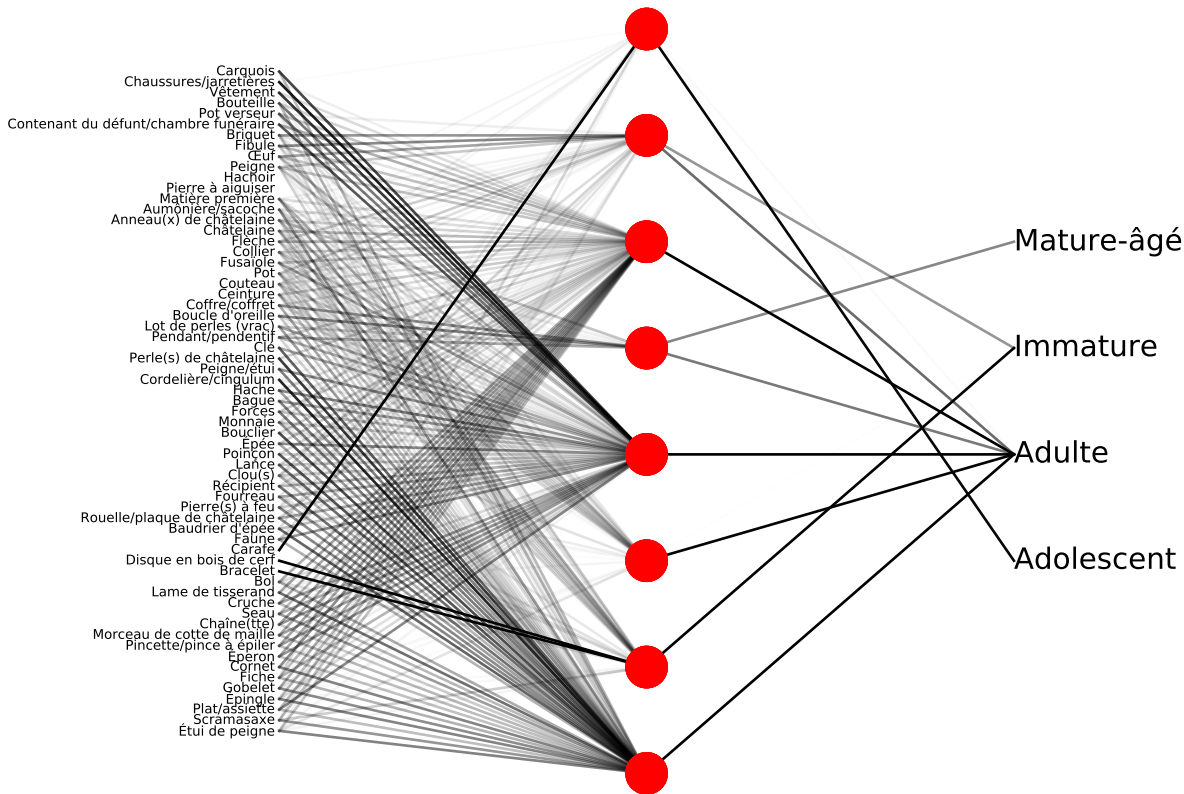 Carquois
Chaussures/jarretières
Vêtement
Bouteille
Pot verseur
Contenant du défunt/chambre funéraire
Briquet
Fibule
Œuf
Peigne
Hachoir
Pierre à aiguiser
Matière première
Aumônière/sacoche
Anneau(x) de châtelaine
Châtelaine
Flèche
Collier
Fusaïole
Pot
Couteau
Ceinture
Coffre/coffret
Boucle d'oreille
Lot de perles (vrac)
Pendant/pendentif
Clé
Perle(s) de châtelaine
Peigne/étui
Cordelière/cingulum
Hache
Bague
Forces
Monnaie
Bouclier
Épée
Poinçon
Lance
Clou(s)
Récipient
Fourreau
Pierre(s) à feu
Rouelle/plaque de châtelaine
Baudrier d'épée
Faune
Carafe
Disque en bois de cerf
Bracelet
Bol
Lame de tisserand
Cruche
Seau
Chaîne(tte)
Morceau de cotte de maille
Pincette/pince à épiler
Éperon
Cornet
Fiche
Gobelet
Épingle
Plat/assiette
Scramasaxe
Étui de peigne
Mature-âgé
Immature
Adulte
Adolescent